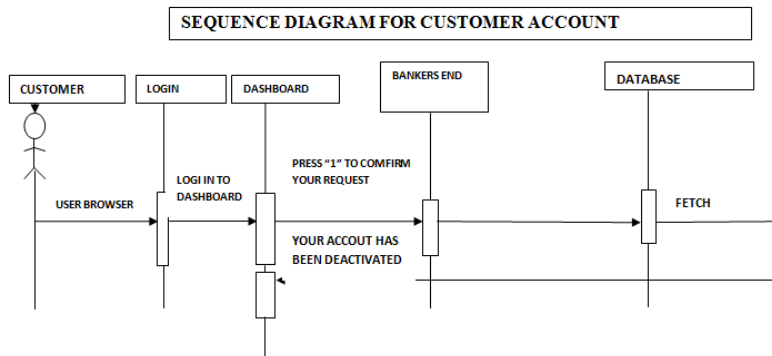 SEQUENCE DIAGRAM FOR CUSTOMER ACCOUNT
CUSTOMER
LOGIN
DASHBOARD
BANKERS END
DATABASE
USER BROWSER
LOGI IN TO
DASHBOARD
PRESS “1” TO COMFIRM
YOUR REQUEST
FETCH
YOUR ACCOUT HAS
BEEN DEACTIVATED